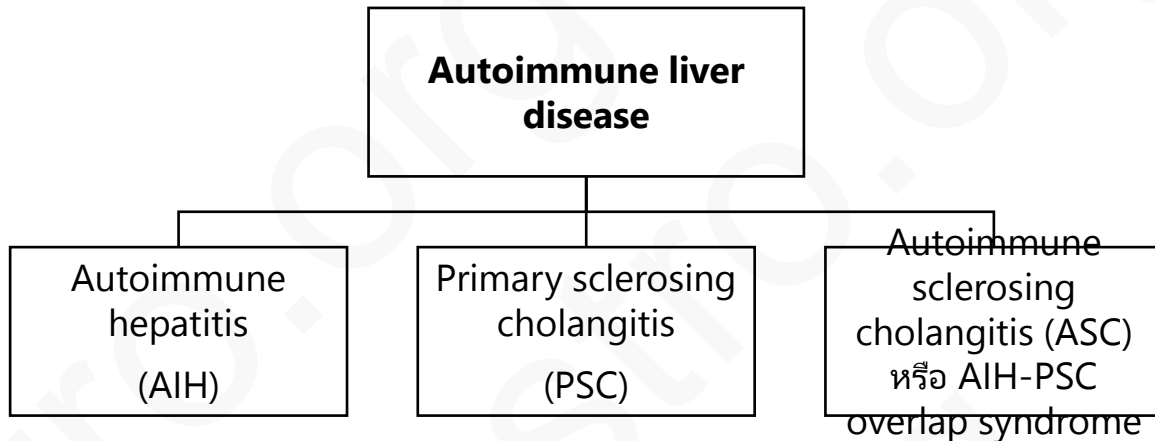 Autoimmune liver
disease
Autoimmune
hepatitis
(AIH)
Primary sclerosing
cholangitis
(PSC)
Autoimmune
sclerosing
cholangitis (ASC)
หรือ AIH-PSC
overlap syndrome